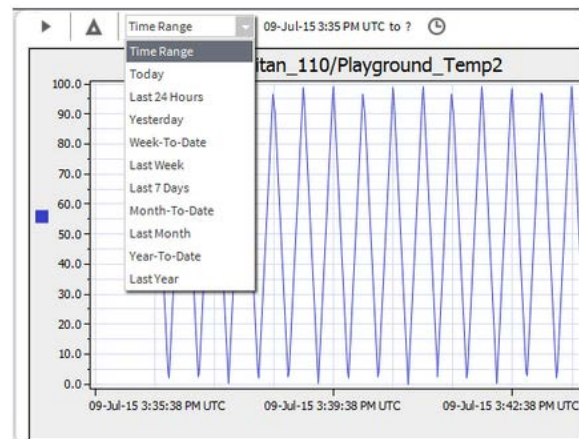 Time Range 09-Jul-15 3:35 PM UTC to ?
Time Range
Today
Last 24 Hours
Yesterday
Week-To-Date
Last Week
Last 7 Days
Month-To-Date
Last Month
Year-To-Date
Last Year
itan_110/Playground_Temp2
100.0
90.0
80.0
70.0
60.0
50.0
40.0
30.0
20.0
10.0
0.0
09-Jul-15 3:35:38 PM UTC 09-Jul-15 3:39:38 PM UTC 09-Jul-15 3:42:38 PM UTC